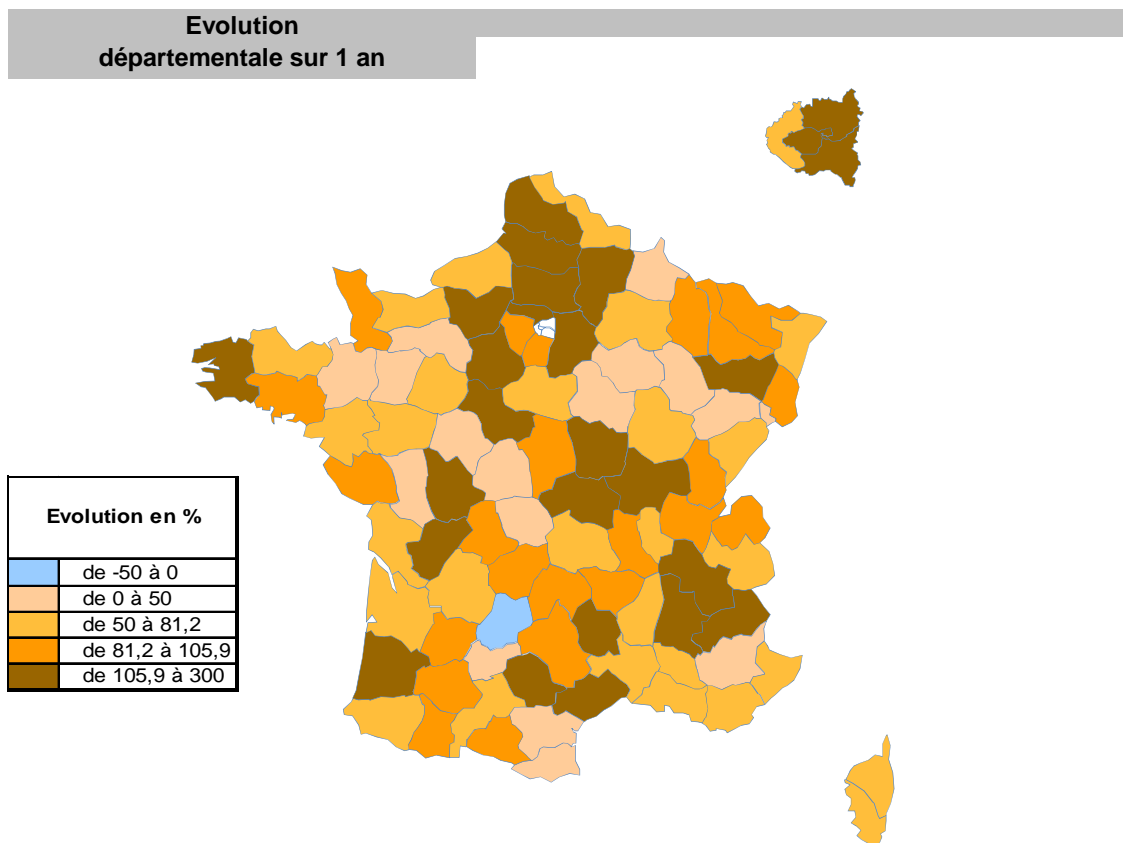 Evolution
départementale sur 1 an
Evolution en %
de -50 à 0
de 0 à 50
de 50 à 81,2
de 81,2 à 105,9
de 105,9 à 300